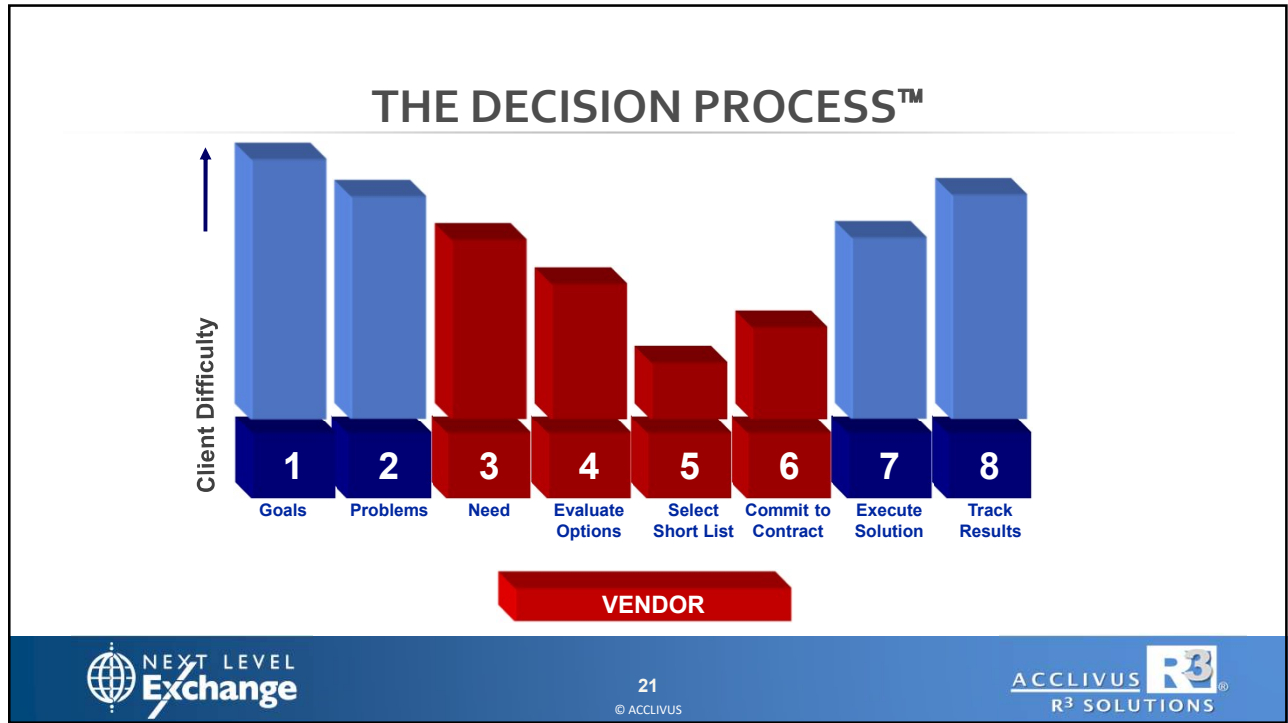 THE DECISION PROCESS™
Client Difficulty
1 2 3 4 5 6 7 8
Goals Problems Need Evaluate Select Commit to Execute Track
Options Short List Contract Solution Results
VENDOR
NEXT LEVEL
Exchange
21
© ACCLIVUS
ACCLIVUS R3®
R³ SOLUTIONS